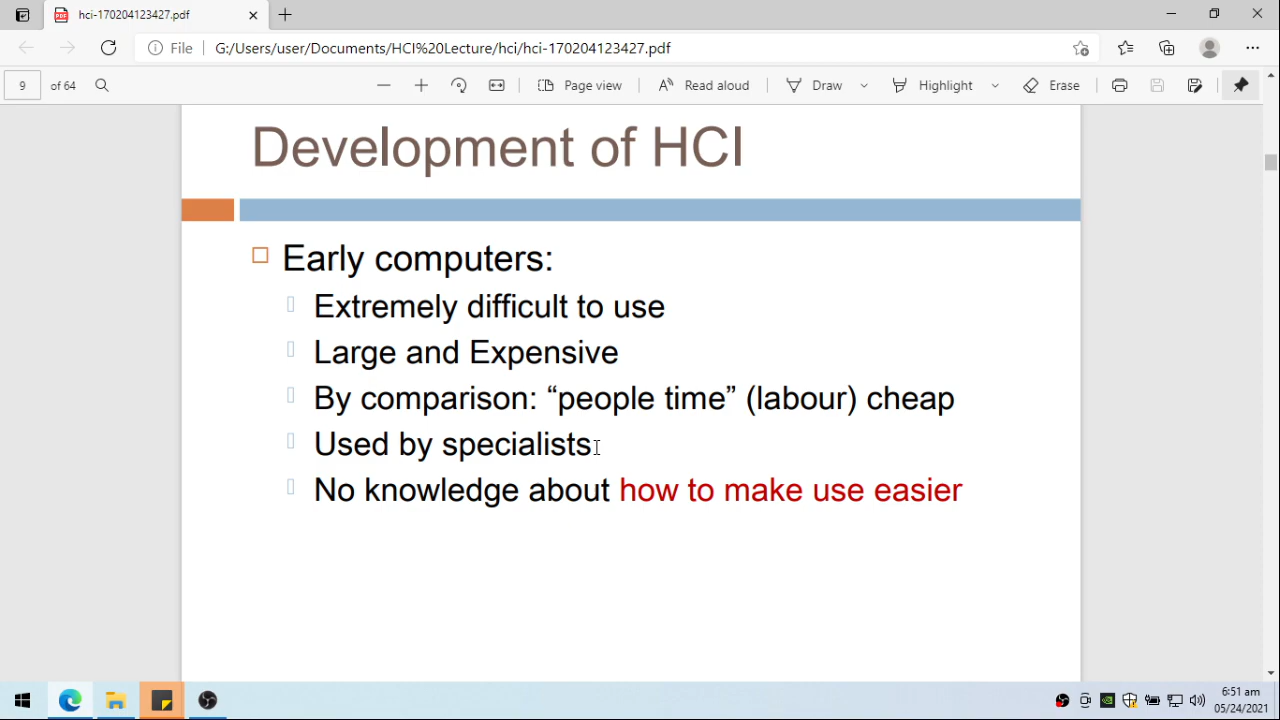 hci-170204123427.pdf
File G:/Users/user/Documents/HCI%20Lecture/hci/hci-170204123427.pdf
9 of 64 Page view Read aloud Draw Highlight Erase
Development of HCI
Early computers:
Extremely difficult to use
Large and Expensive
By comparison: “people time” (labour) cheap
Used by specialists
No knowledge about how to make use easier
6:51 am
05/24/2021